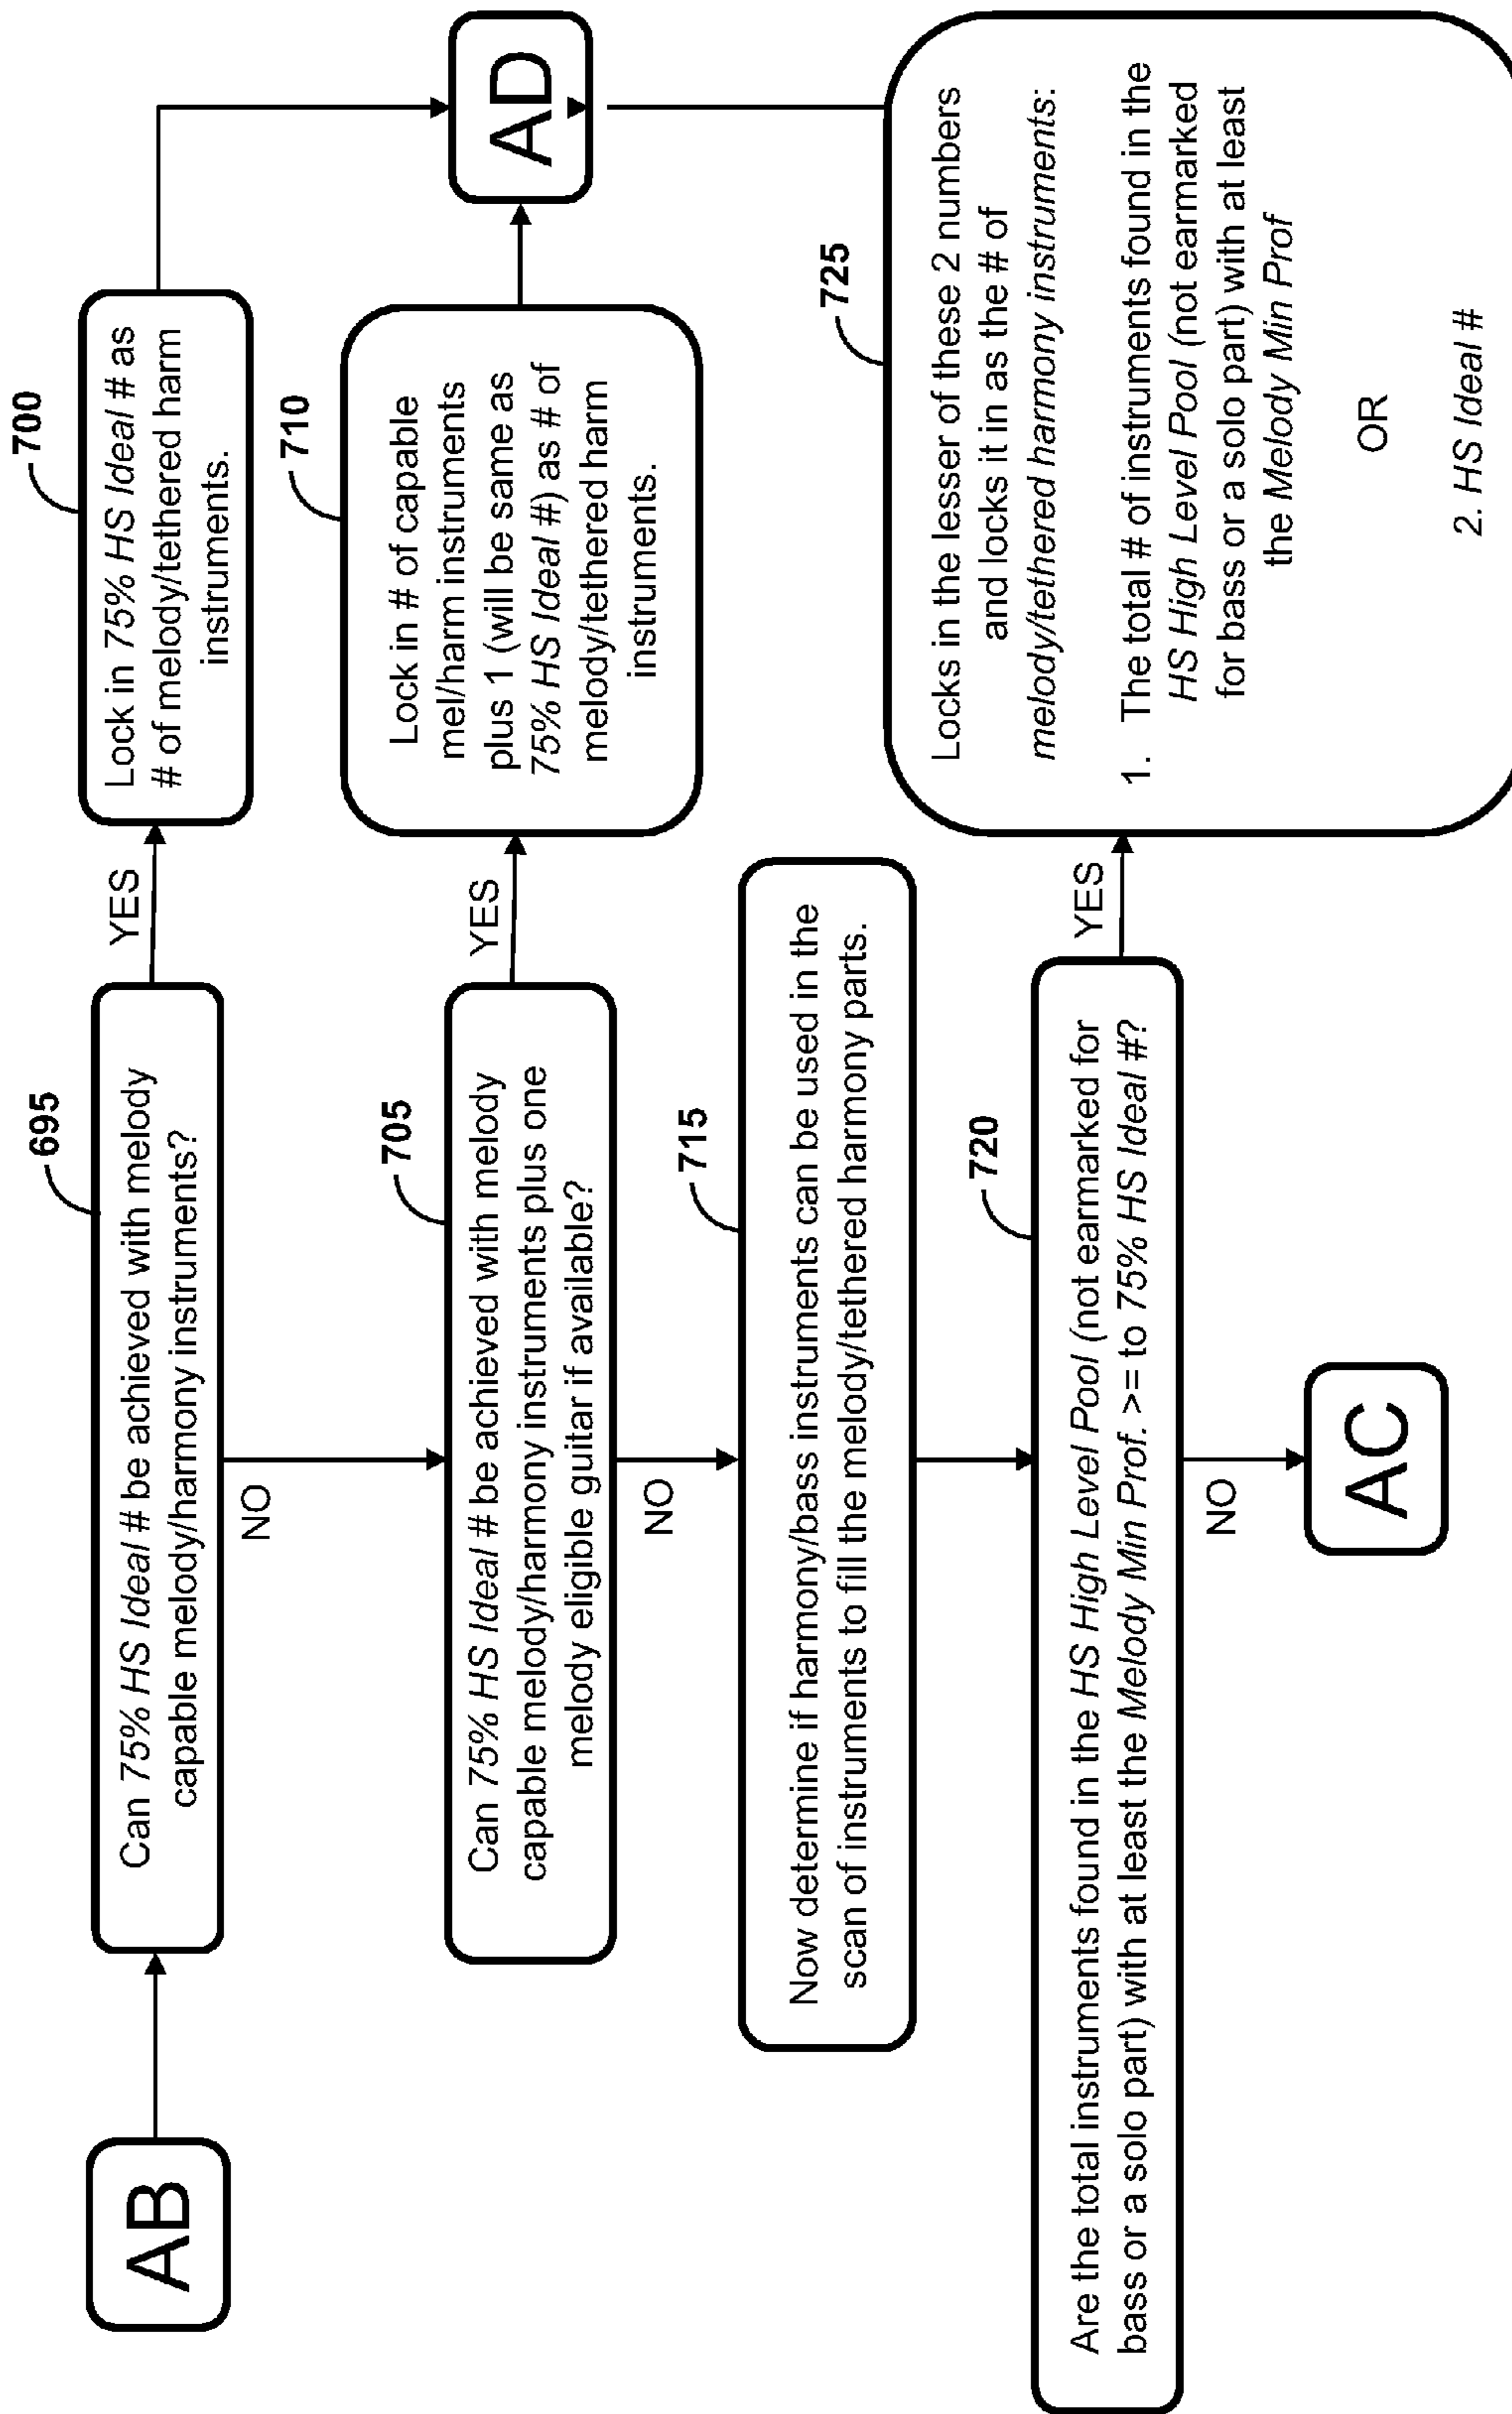 AB
695
Can 75% HS Ideal # be achieved with melody
capable melody/harmony instruments?
YES
700
Lock in 75% HS Ideal # as
# of melody/tethered harm
instruments.
NO
705
Can 75% HS Ideal # be achieved with melody
capable melody/harmony instruments plus one
melody eligible guitar if available?
YES
710
Lock in # of capable
mel/harm instruments
plus 1 (will be same as
75% HS Ideal #) as # of
melody/tethered harm
instruments.
AD
NO
715
Now determine if harmony/bass instruments can be used in the
scan of instruments to fill the melody/tethered harmony parts.
720
Are the total instruments found in the HS High Level Pool (not earmarked for
bass or a solo part) with at least the Melody Min Prof. >= to 75% HS Ideal #?
YES
725
Locks in the lesser of these 2 numbers
and locks it in as the # of
melody/tethered harmony instruments:
1. The total # of instruments found in the
HS High Level Pool (not earmarked
for bass or a solo part) with at least
the Melody Min Prof
OR
2. HS Ideal #
NO
AC